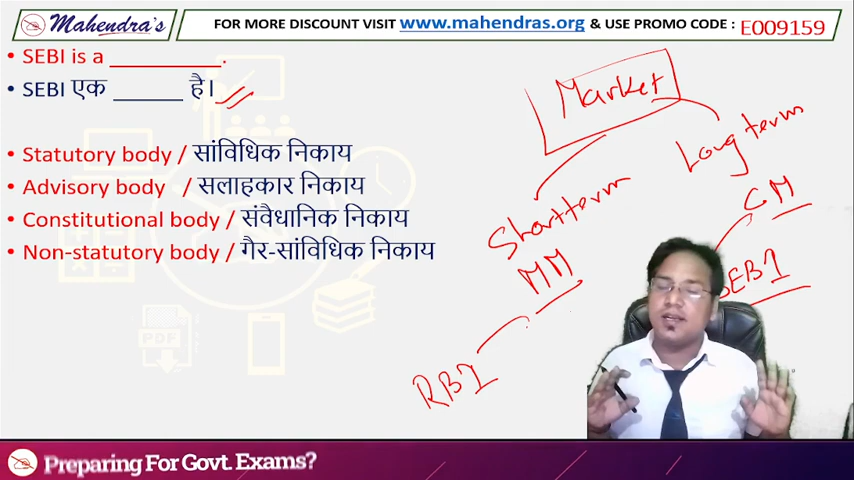 Mahendra's
FOR MORE DISCOUNT VISIT www.mahendras.org & USE PROMO CODE : E009159
• SEBI is a __________.
• SEBI एक ______ है।
• Statutory body / सांविधिक निकाय
• Advisory body / सलाहकार निकाय
• Constitutional body / संवैधानिक निकाय
• Non-statutory body / गैर-सांविधिक निकाय
Market
Short term
Long term
MM
CM
RBI
SEBI
PDF
Preparing For Govt. Exams?